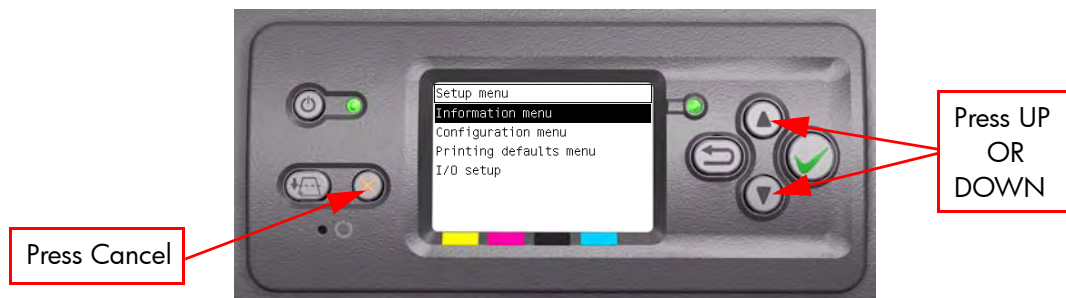 Setup menu
Information menu
Configuration menu
Printing defaults menu
I/O setup
Press UP
OR
DOWN
Press Cancel